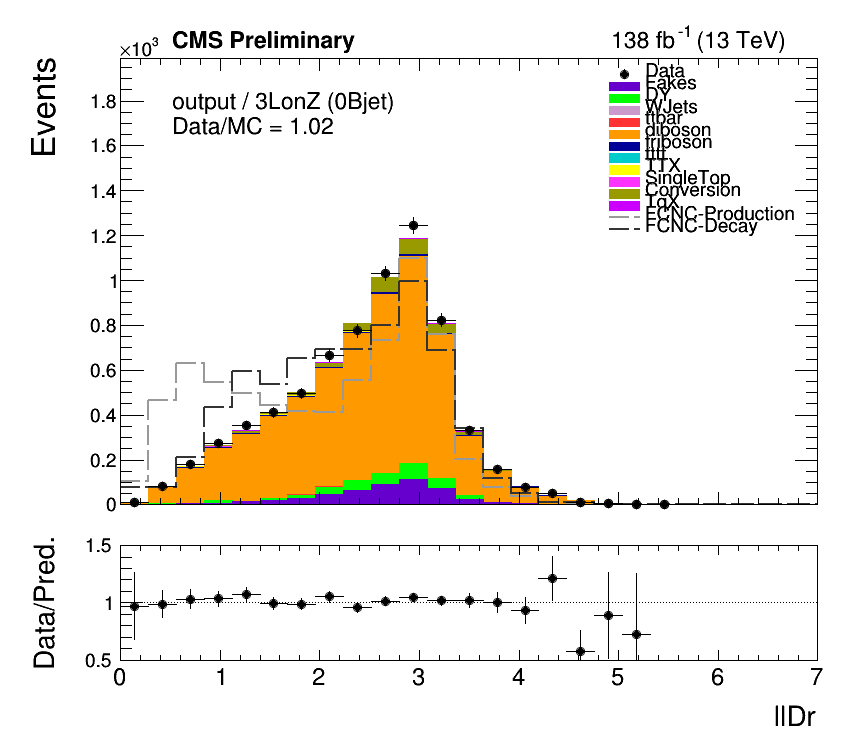 ×10³ CMS Preliminary 138 fb⁻¹ (13 TeV)
Events
output / 3LonZ (0Bjet)
Data/MC = 1.02
Data
Fakes
DY
WJets
ttbar
diboson
triboson
tttt
TTX
SingleTop
Conversion
TqX
FCNC-Production
FCNC-Decay
1.8
1.6
1.4
1.2
1
0.8
0.6
0.4
0.2
0
Data/Pred.
1.5
1
0.5
0 1 2 3 4 5 6 7
llDr